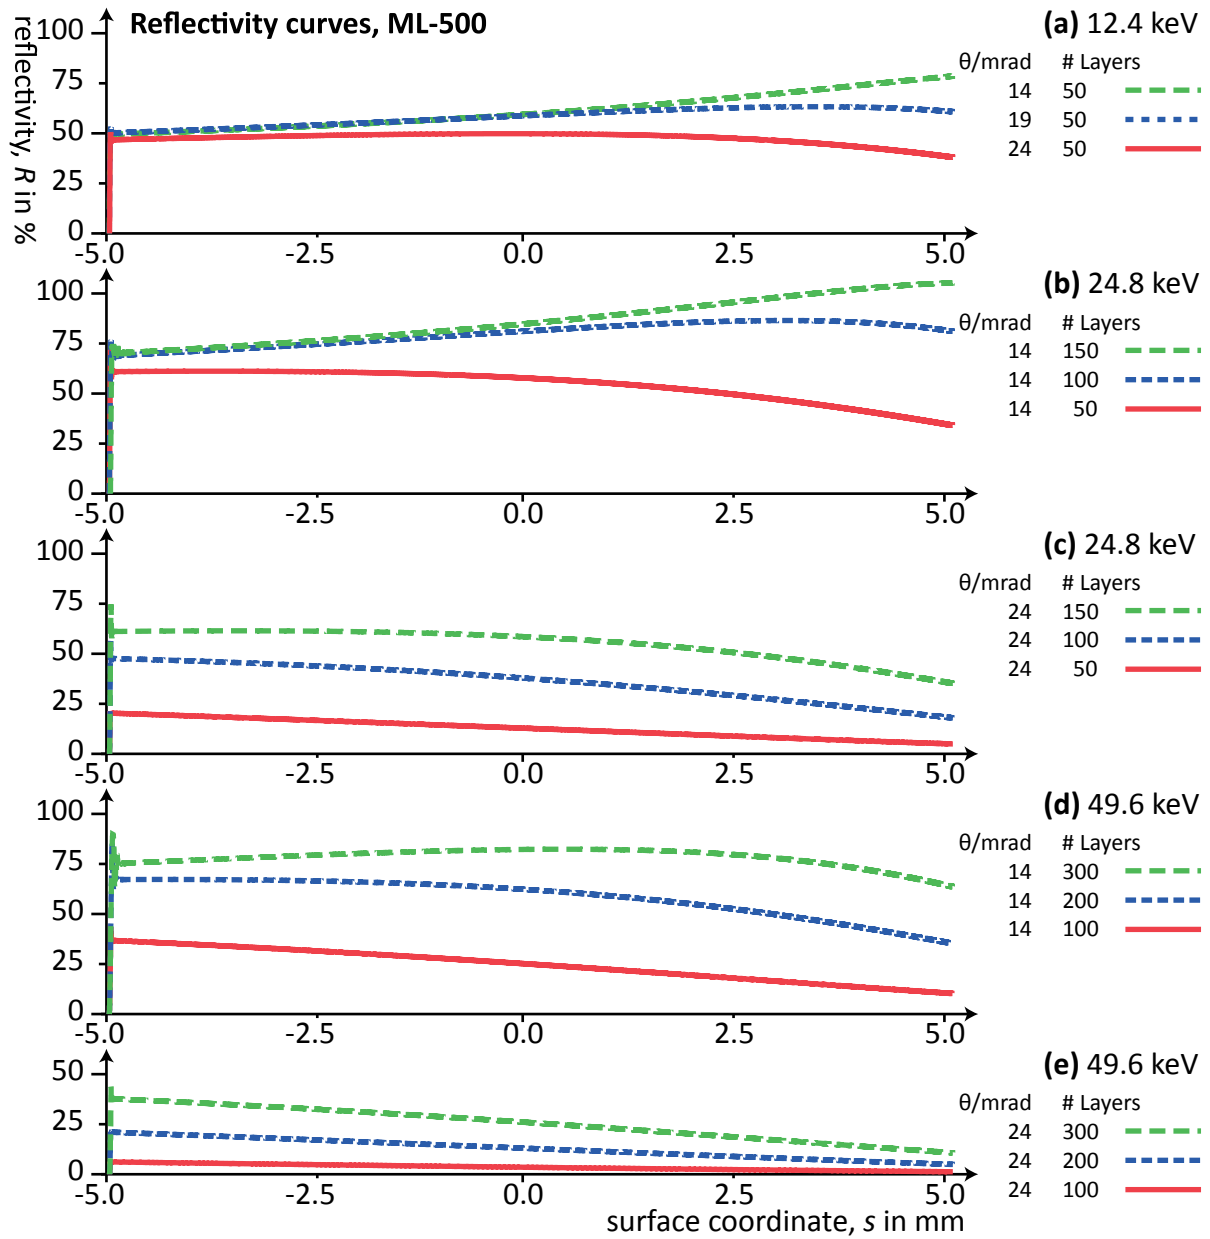 Reflectivity curves, ML-500
reflectivity, R in %
100
75
50
25
0
-5.0 -2.5 0.0 2.5 5.0
(a) 12.4 keV
θ/mrad # Layers
14 50
19 50
24 50
100
75
50
25
0
-5.0 -2.5 0.0 2.5 5.0
(b) 24.8 keV
θ/mrad # Layers
14 150
14 100
14 50
100
75
50
25
0
-5.0 -2.5 0.0 2.5 5.0
(c) 24.8 keV
θ/mrad # Layers
24 150
24 100
24 50
100
75
50
25
0
-5.0 -2.5 0.0 2.5 5.0
(d) 49.6 keV
θ/mrad # Layers
14 300
14 200
14 100
50
25
0
-5.0 -2.5 0.0 2.5 5.0
(e) 49.6 keV
θ/mrad # Layers
24 300
24 200
24 100
surface coordinate, s in mm